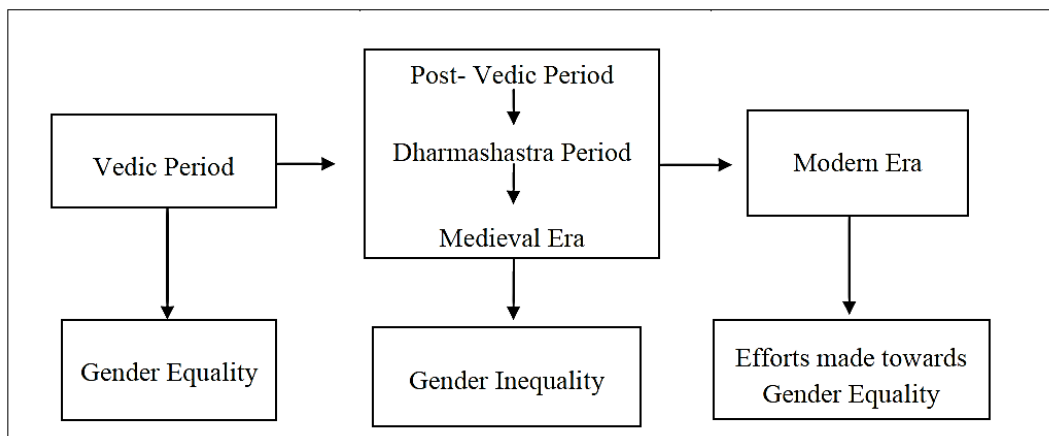 Post- Vedic Period
Vedic Period
Dharmashastra Period
Modern Era
Medieval Era
Gender Equality
Gender Inequality
Efforts made towards
Gender Equality